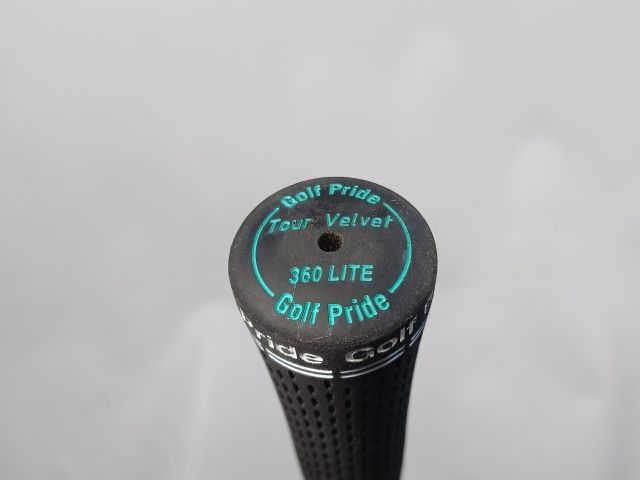 Golf Pride
Tour Velvet
360 LITE
Golf Pride
Pride Golf